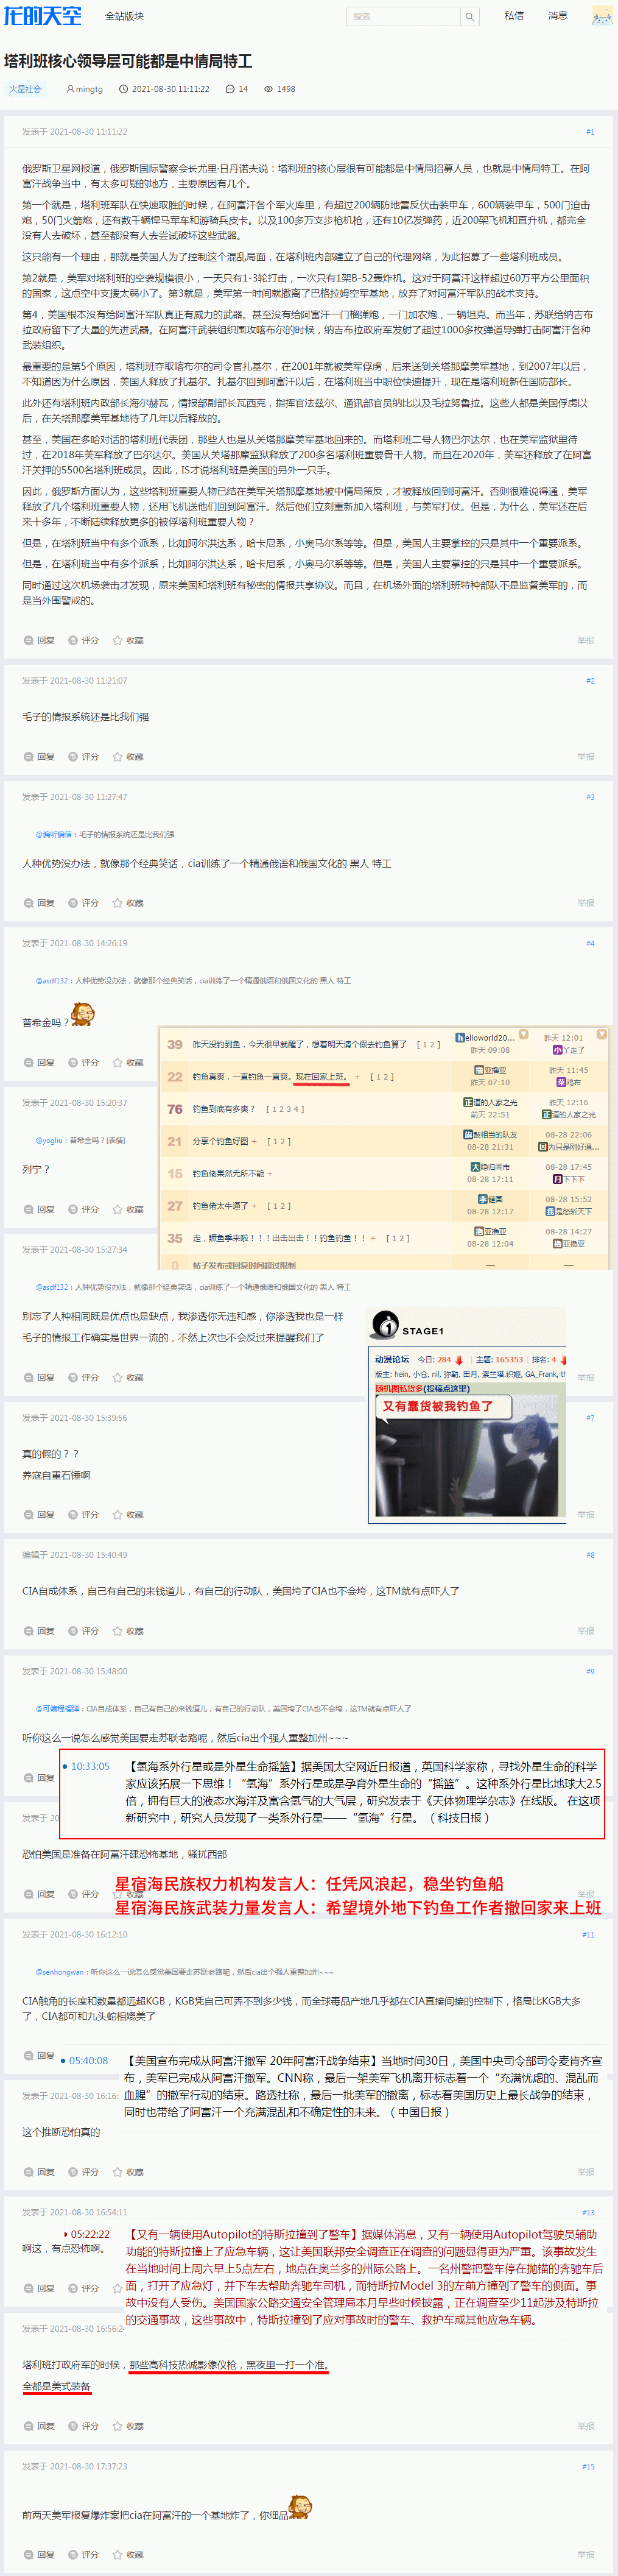 龙的天空
全站版块
搜索
私信
消息
塔利班核心领导层可能都是中情局特工
火星社会
mingtg
2021-08-30 11:11:22
14
1498
发表于 2021-08-30 11:11:22
#1
俄罗斯卫星网报道，俄罗斯国际警察会长尤里·日丹诺夫说：塔利班的核心层很有可能都是中情局招募人员，也就是中情局特工。在阿
富汗战争当中，有太多可疑的地方，主要原因有几个。
第一个就是，塔利班军队在快速取胜的时候，在阿富汗各个军火库里，有超过200辆防地雷反伏击装甲车，600辆装甲车，500门迫击
炮，50门火箭炮，还有数千辆悍马军车和游骑兵皮卡。以及100多万支步枪机枪，还有10亿发弹药，近200架飞机和直升机，都完全
没有人去破坏，甚至都没有人去尝试破坏这些武器。
这只能有一个理由，那就是美国人为了控制这个混乱局面，在塔利班内部建立了自己的代理网络，为此招募了一些塔利班成员。
第2就是，美军对塔利班的空袭规模很小，一天只有1-3轮打击，一次只有1架B-52轰炸机。这对于阿富汗这样超过60万平方公里面积
的国家，这点空中支援太弱小了。第3就是，美军第一时间就撤离了巴格拉姆空军基地，放弃了对阿富汗军队的战术支持。
第4，美国根本没有给阿富汗军队真正有威力的武器。甚至没有给阿富汗一门榴弹炮，一门加农炮，一辆坦克。而当年，苏联给纳吉布
拉政府留下了大量的先进武器。在阿富汗武装组织围攻喀布尔的时候，纳吉布拉政府军发射了超过1000多枚弹道导弹打击阿富汗各种
武装组织。
最重要的是第5个原因，塔利班夺取喀布尔的司令官扎基尔，在2001年就被美军俘虏，后来送到关塔那摩美军基地，到2007年以后，
不知道因为什么原因，美国人释放了扎基尔。扎基尔回到阿富汗以后，在塔利班当中职位快速提升，现在是塔利班新任国防部长。
此外还有塔利班内政部长海尔赫瓦，情报部副部长瓦西克，指挥官法兹尔、通讯部官员纳比以及毛拉努鲁拉。这些人都是美国俘虏以
后，在关塔那摩美军基地待了几年以后释放的。
甚至，美国在多哈对话的塔利班代表团，那些人也是从关塔那摩美军基地回来的。而塔利班二号人物巴尔达尔，也在美军监狱里待
过，在2018年美军释放了巴尔达尔。美国从关塔那摩监狱释放了200多名塔利班重要骨干人物。而且在2020年，美军还释放了在阿富
汗关押的5500名塔利班成员。因此，IS才说塔利班是美国的另外一只手。
因此，俄罗斯方面认为，这些塔利班重要人物已结在美军关塔那摩基地被中情局策反，才被释放回到阿富汗。否则很难说得通，美军
释放了几个塔利班重要人物，还用飞机送他们回到阿富汗。然后他们立刻重新加入塔利班，与美军打仗。但是，为什么，美军还在后
来十多年，不断陆续释放更多的被俘塔利班重要人物？
但是，在塔利班当中有多个派系，比如阿尔洪达系，哈卡尼系，小奥马尔系等等。但是，美国人主要掌控的只是其中一个重要派系。
但是，在塔利班当中有多个派系，比如阿尔洪达系，哈卡尼系，小奥马尔系等等。但是，美国人主要掌控的只是其中一个重要派系。
同时通过这次机场袭击才发现，原来美国和塔利班有秘密的情报共享协议。而且，在机场外面的塔利班特种部队不是监督美军的，而
是当外围警戒的。
回复 评分 收藏 举报
发表于 2021-08-30 11:21:07
#2
毛子的情报系统还是比我们强
回复 评分 收藏 举报
发表于 2021-08-30 11:27:47
#3
@偏听偏信：毛子的情报系统还是比我们强
人种优势没办法，就像那个经典笑话，cia训练了一个精通俄语和俄国文化的 黑人 特工
回复 评分 收藏 举报
发表于 2021-08-30 14:26:19
#4
@asdf132：人种优势没办法，就像那个经典笑话，cia训练了一个精通俄语和俄国文化的 黑人 特工
普希金吗？
回复 评分 收藏
39 昨天没钓到鱼，今天很早就醒了，想着明天请个假去钓鱼算了 [ 1 2 ] helloworld20... 昨天 09:08 昨天 12:01 小丫圭了
22 钓鱼真爽，一直钓鱼一直爽。现在回家上班。 + [ 1 2 ] 亚撸亚 昨天 07:10 昨天 11:45 鸡布
76 钓鱼到底有多爽？ [ 1 2 3 4 ] 正道的人家之光 前天 22:51 昨天 12:16 正道的人家之光
21 分享个钓鱼好图 + [ 1 2 ] 颇相当的队友 08-28 21:31 08-28 22:06 四为只是刚好遇...
15 钓鱼佬果然无所不能 + 大隐归闹市 08-28 17:11 08-28 17:45 月下下下
27 钓鱼佬太牛逼了 + [ 1 2 ] 李健国 08-28 12:17 08-28 15:52 我是怒斩天下
35 走，鳜鱼季来啦！！！出击出击！！钓鱼钓鱼！！ + [ 1 2 ] 亚撸亚 08-28 12:04 08-28 14:27 亚撸亚
0 帖子发布或回复时间超过限制
发表于 2021-08-30 15:20:37
@yogliu：普希金吗？[表情]
列宁？
回复 评分 收藏
发表于 2021-08-30 15:27:34
@asdf132：人种优势没办法，就像那个经典笑话，cia训练了一个精通俄语和俄国文化的 黑人 特工
别忘了人种相同既是优点也是缺点，我渗透你无违和感，你渗透我也是一样
毛子的情报工作确实是世界一流的，不然上次也不会反过来提醒我们了
回复 评分 收藏 举报
STAGE1
动漫论坛 今日: 284 | 主题: 165353 | 排名: 4
版主: hein, 小仓, nil, 弥勒, 田月, 索兰塔.织姬, GA_Frank, th
随机图私货多(投稿点这里)
又有蠢货被我钓鱼了
发表于 2021-08-30 15:39:56
#7
真的假的？？
养寇自重石锤啊
回复 评分 收藏 举报
编辑于 2021-08-30 15:40:49
#8
CIA自成体系，自己有自己的来钱道儿，有自己的行动队，美国垮了CIA也不会垮，这TM就有点吓人了
回复 评分 收藏 举报
发表于 2021-08-30 15:48:00
#9
@可编程榴弹：CIA自成体系，自己有自己的来钱道儿，有自己的行动队，美国垮了CIA也不会垮，这TM就有点吓人了
听你这么一说怎么感觉美国要走苏联老路呢，然后cia出个强人重整加州~~~
回复
10:33:05 【氢海系外行星或是外星生命摇篮】据美国太空网近日报道，英国科学家称，寻找外星生命的科学
家应该拓展一下思维！“氢海”系外行星或是孕育外星生命的“摇篮”。这种系外行星比地球大2.5
倍，拥有巨大的液态水海洋及富含氢气的大气层，研究发表于《天体物理学杂志》在线版。 在这项
新研究中，研究人员发现了一类系外行星——“氢海”行星。（科技日报）
发表于 20
恐怕美国是准备在阿富汗建恐怖基地，骚扰西部
星宿海民族权力机构发言人：任凭风浪起，稳坐钓鱼船
回复 评分 收藏 举报
星宿海民族武装力量发言人：希望境外地下钓鱼工作者撤回家来上班
发表于 2021-08-30 16:12:10
#11
@senhongwan：听你这么一说怎么感觉美国要走苏联老路呢，然后cia出个强人重整加州~~~
CIA触角的长度和数量都远超KGB，KGB凭自己可弄不到多少钱，而全球毒品产地几乎都在CIA直接间接的控制下，格局比KGB大多
了，CIA都可和九头蛇相媲美了
回复
05:40:08 【美国宣布完成从阿富汗撤军 20年阿富汗战争结束】当地时间30日，美国中央司令部司令麦肯齐宣
布，美军已完成从阿富汗撤军。CNN称，最后一架美军飞机离开标志着一个“充满忧虑的、混乱而
血腥”的撤军行动的结束。路透社称，最后一批美军的撤离，标志着美国历史上最长战争的结束，
同时也带给了阿富汗一个充满混乱和不确定性的未来。（中国日报）
发表于 2021-08-30 16:16:
这个推断恐怕真的
回复 评分 收藏 举报
发表于 2021-08-30 16:54:11
#13
啊这，有点恐怖啊。
05:22:22 【又有一辆使用Autopilot的特斯拉撞到了警车】据媒体消息，又有一辆使用Autopilot驾驶员辅助
功能的特斯拉撞上了应急车辆，这让美国联邦安全调查正在调查的问题显得更为严重。该事故发生
在当地时间上周六早上5点左右，地点在奥兰多的州际公路上。一名州警把警车停在抛锚的奔驰车后
面，打开了应急灯，并下车去帮助奔驰车司机，而特斯拉Model 3的左前方撞到了警车的侧面。事
故中没有人受伤。美国国家公路交通安全管理局本月早些时候披露，正在调查至少11起涉及特斯拉
的交通事故，这些事故中，特斯拉撞到了应对事故时的警车、救护车或其他应急车辆。
回复 评分
发表于 2021-08-30 16:56:24
塔利班打政府军的时候，那些高科技热诚影像仪枪，黑夜里一打一个准。
全都是美式装备
回复 评分 收藏 举报
发表于 2021-08-30 17:37:23
#15
前两天美军报复爆炸案把cia在阿富汗的一个基地炸了，你细品
回复 评分 收藏 举报